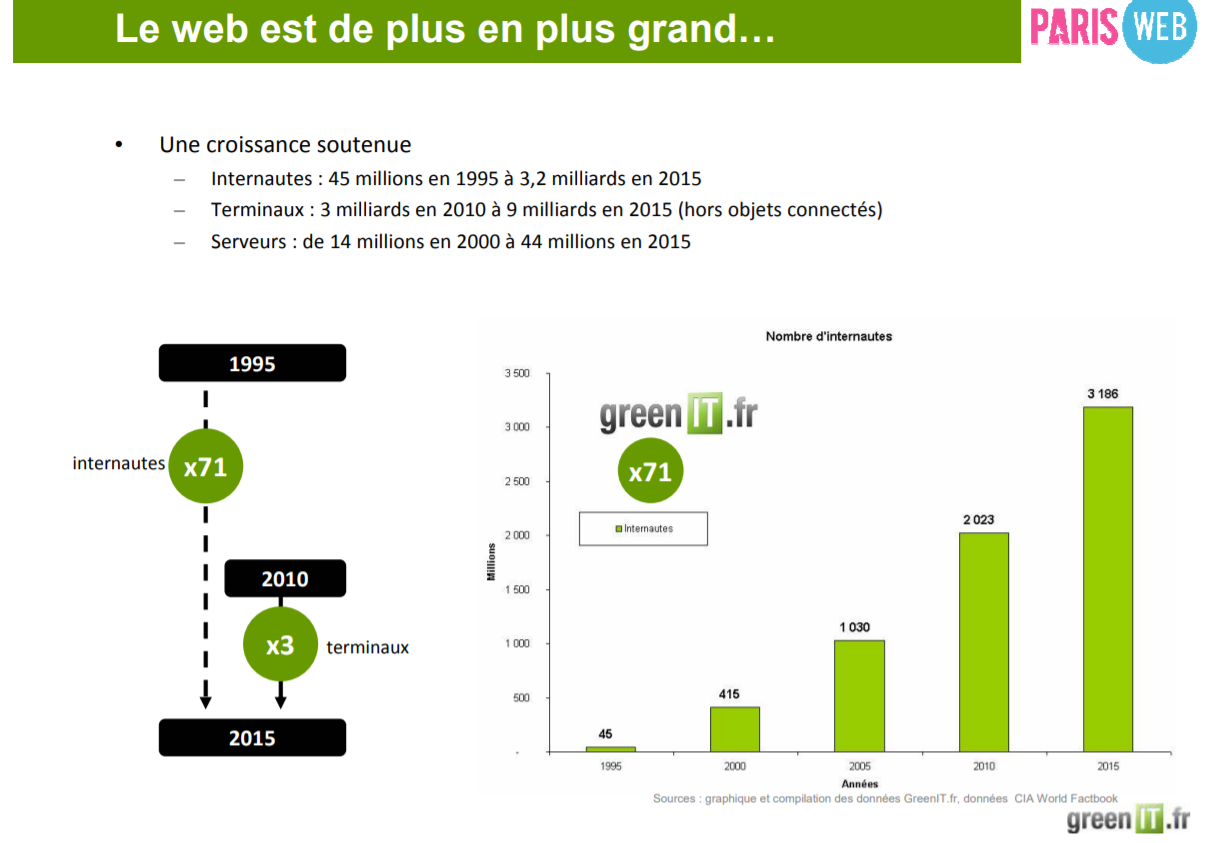 Le web est de plus en plus grand…
PARIS WEB
• Une croissance soutenue
– Internautes : 45 millions en 1995 à 3,2 milliards en 2015
– Terminaux : 3 milliards en 2010 à 9 milliards en 2015 (hors objets connectés)
– Serveurs : de 14 millions en 2000 à 44 millions en 2015
1995
internautes
x71
2010
x3
terminaux
2015
Nombre d'internautes
greenIT.fr
x71
Internautes
Millions
3 500
3 000
2 500
2 000
1 500
1 000
500
-
45
415
1 030
2 023
3 186
1995 2000 2005 2010 2015
Années
Sources : graphique et compilation des données GreenIT.fr, données CIA World Factbook
greenIT.fr